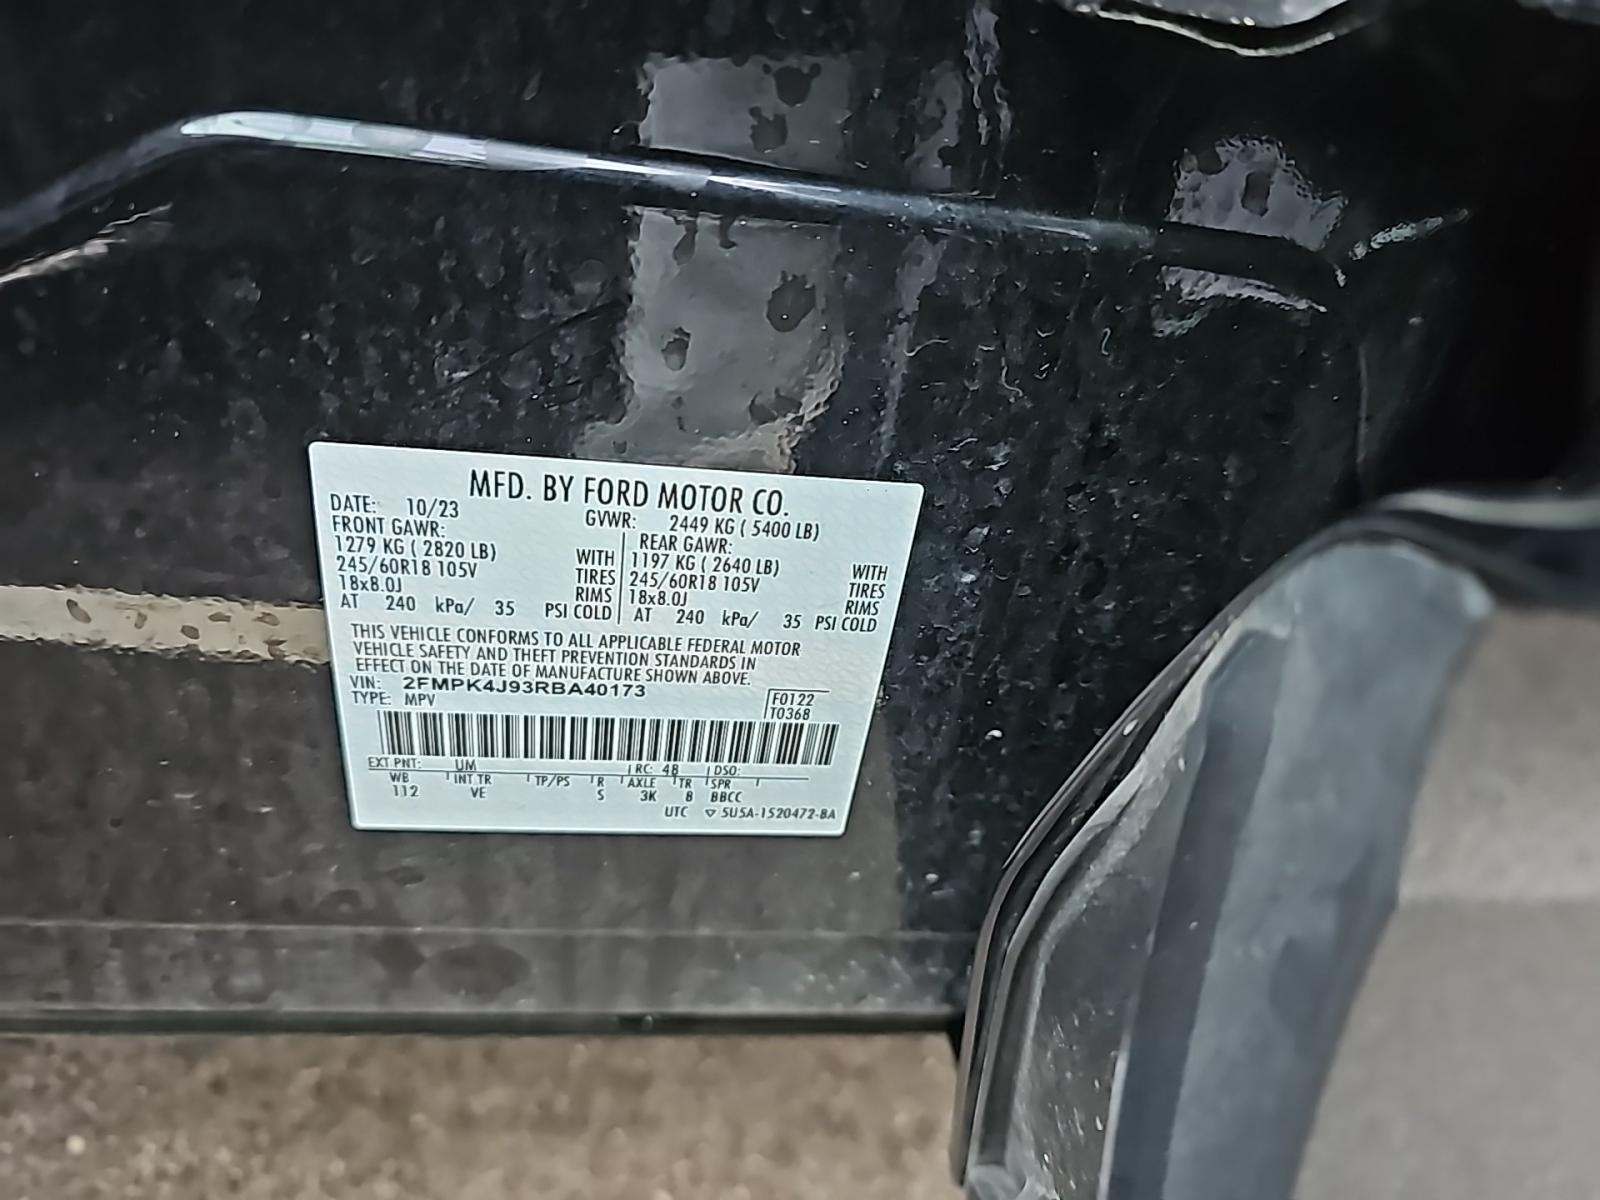 MFD. BY FORD MOTOR CO.
DATE: 10/23 GVWR: 2449 KG ( 5400 LB)
FRONT GAWR: REAR GAWR:
1279 KG ( 2820 LB) WITH 1197 KG ( 2640 LB) WITH
245/60R18 105V TIRES 245/60R18 105V TIRES
18x8.0J RIMS 18x8.0J RIMS
AT 240 kPa/ 35 PSI COLD AT 240 kPa/ 35 PSI COLD
THIS VEHICLE CONFORMS TO ALL APPLICABLE FEDERAL MOTOR
VEHICLE SAFETY AND THEFT PREVENTION STANDARDS IN
EFFECT ON THE DATE OF MANUFACTURE SHOWN ABOVE.
VIN: 2FMPK4J93RBA40173
TYPE: MPV F0122
T0368
EXT PNT: UM RC: 48 DSO:
WB INT TR TP/PS R AXLE TR SPR
112 VE S 3K 8 BBCC
UTC ▽ 5U5A-1520472-BA